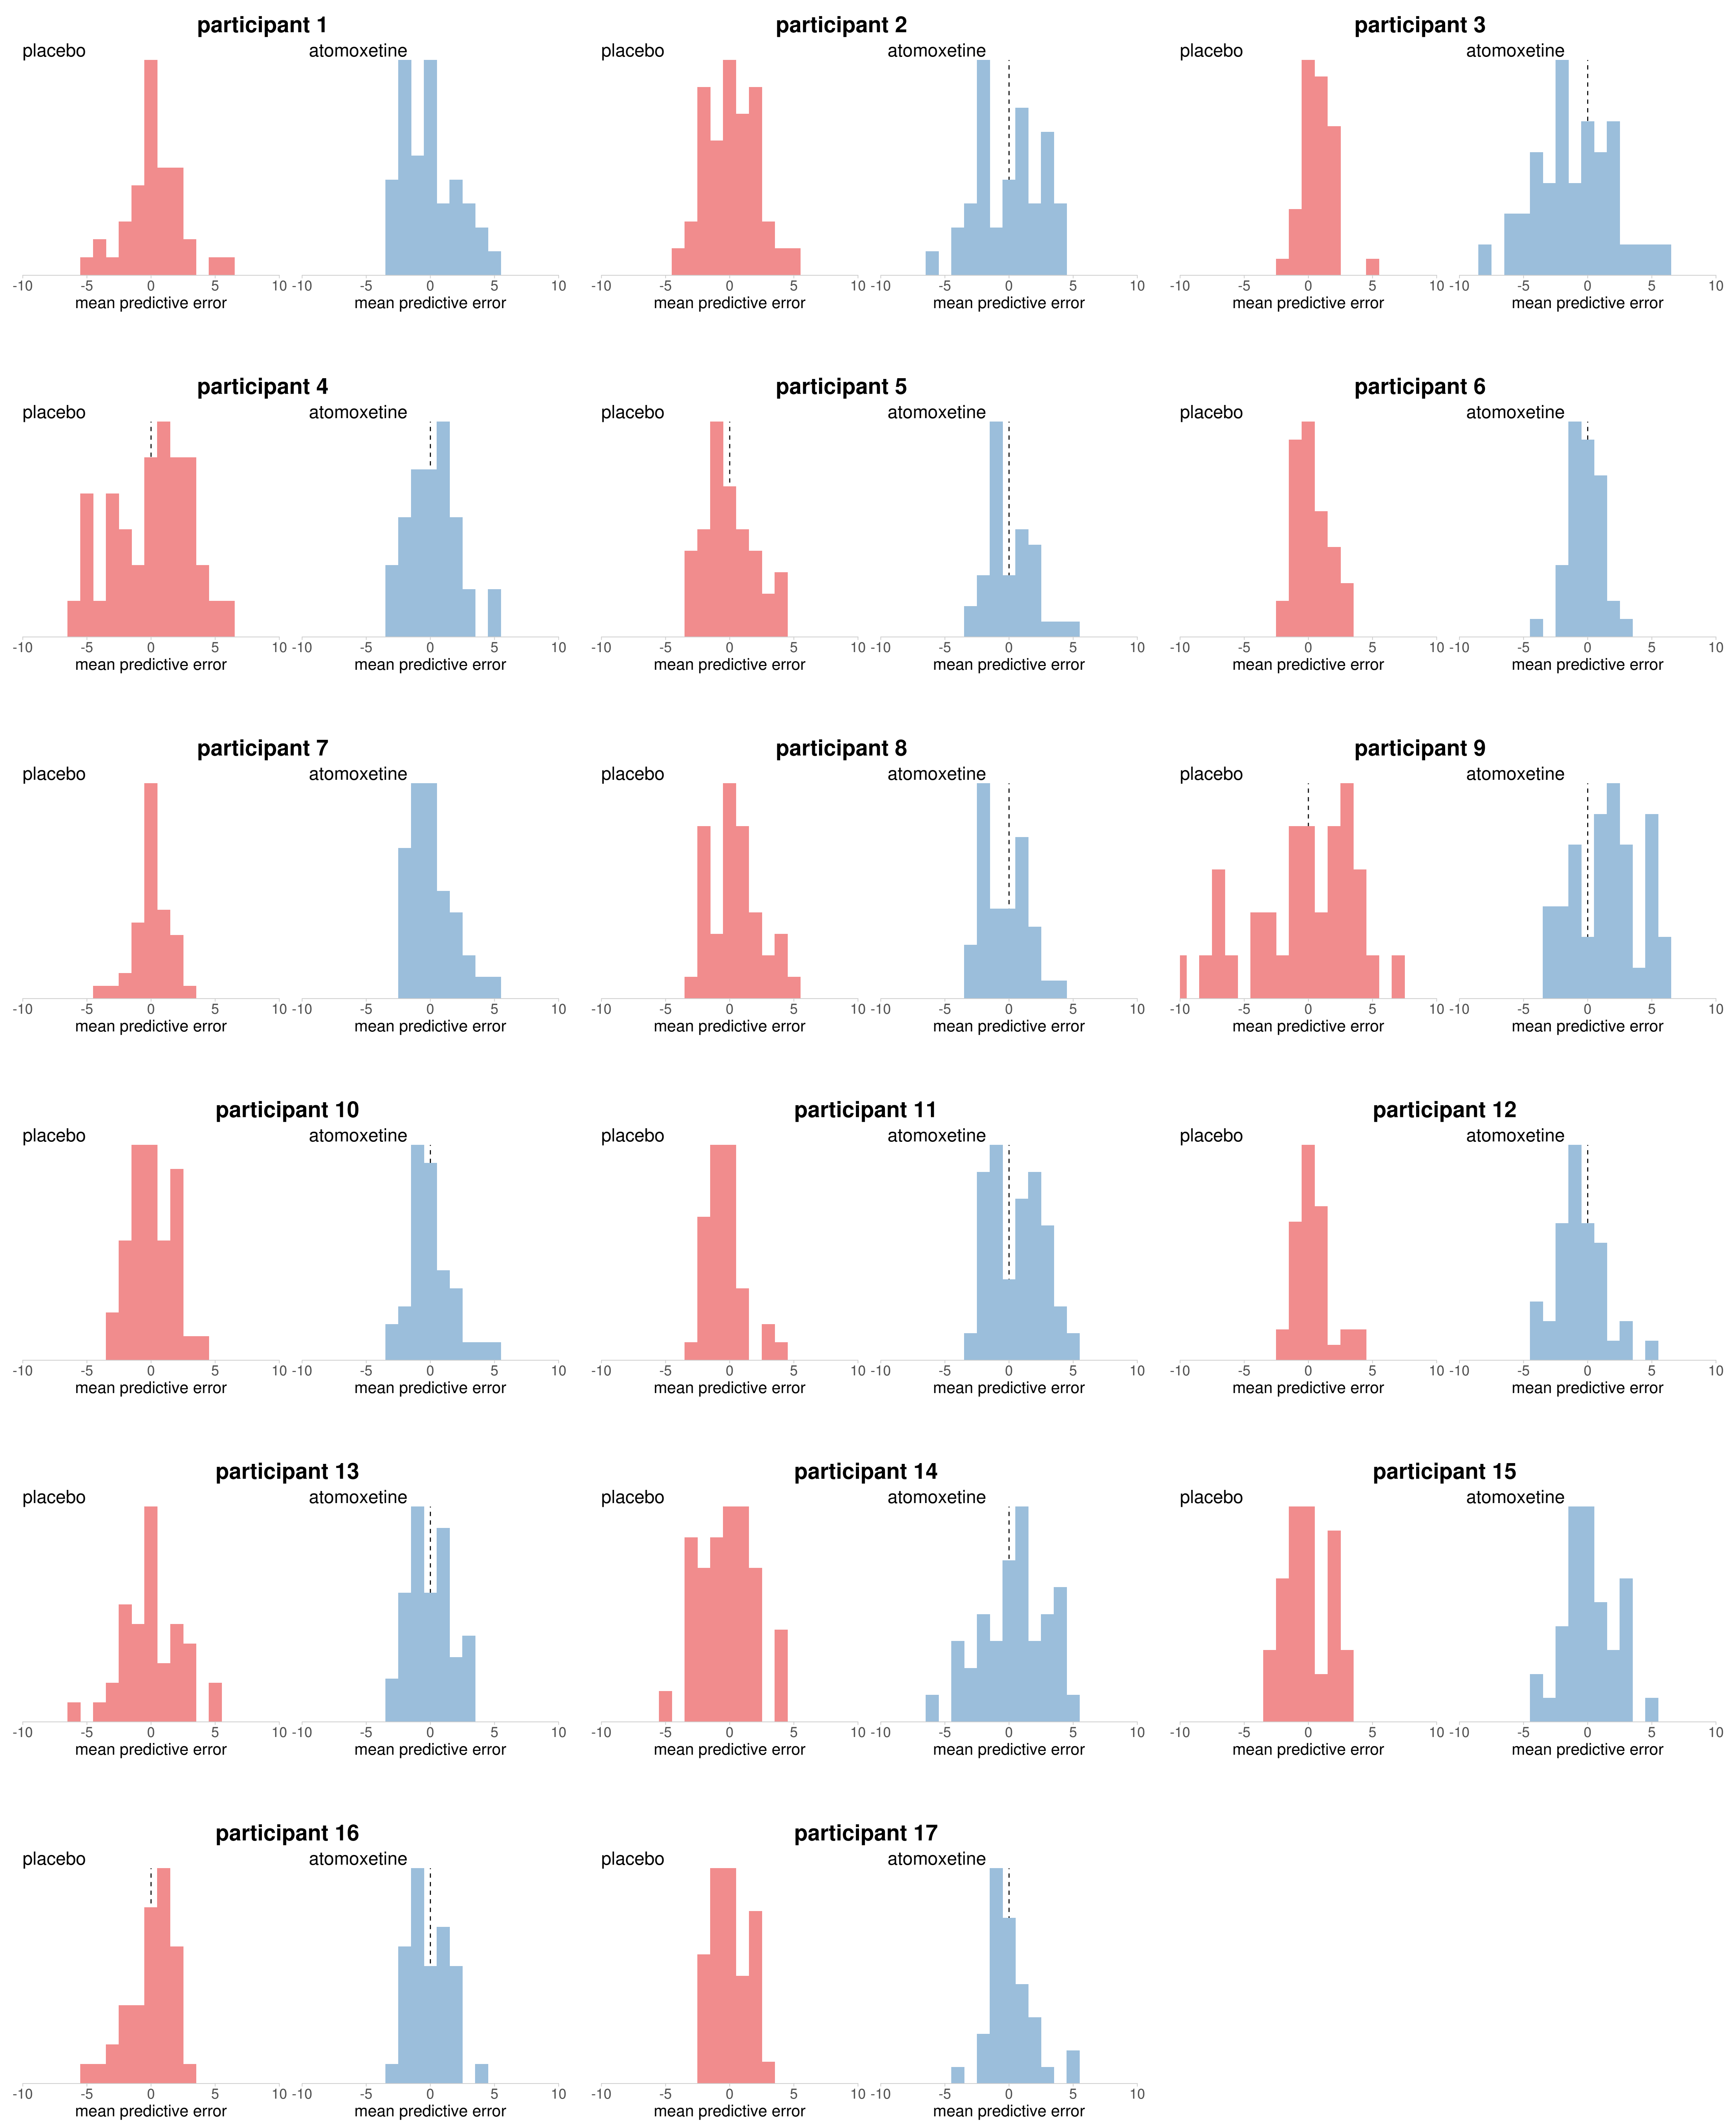 participant 1 participant 2 participant 3
placebo atomoxetine placebo atomoxetine placebo atomoxetine
-10 -5 0 5 10 -10 -5 0 5 10 -10 -5 0 5 10 -10 -5 0 5 10 -10 -5 0 5 10 -10 -5 0 5 10
mean predictive error mean predictive error mean predictive error mean predictive error mean predictive error mean predictive error
participant 4 participant 5 participant 6
placebo atomoxetine placebo atomoxetine placebo atomoxetine
-10 -5 0 5 10 -10 -5 0 5 10 -10 -5 0 5 10 -10 -5 0 5 10 -10 -5 0 5 10 -10 -5 0 5 10
mean predictive error mean predictive error mean predictive error mean predictive error mean predictive error mean predictive error
participant 7 participant 8 participant 9
placebo atomoxetine placebo atomoxetine placebo atomoxetine
-10 -5 0 5 10 -10 -5 0 5 10 -10 -5 0 5 10 -10 -5 0 5 10 -10 -5 0 5 10 -10 -5 0 5 10
mean predictive error mean predictive error mean predictive error mean predictive error mean predictive error mean predictive error
participant 10 participant 11 participant 12
placebo atomoxetine placebo atomoxetine placebo atomoxetine
-10 -5 0 5 10 -10 -5 0 5 10 -10 -5 0 5 10 -10 -5 0 5 10 -10 -5 0 5 10 -10 -5 0 5 10
mean predictive error mean predictive error mean predictive error mean predictive error mean predictive error mean predictive error
participant 13 participant 14 participant 15
placebo atomoxetine placebo atomoxetine placebo atomoxetine
-10 -5 0 5 10 -10 -5 0 5 10 -10 -5 0 5 10 -10 -5 0 5 10 -10 -5 0 5 10 -10 -5 0 5 10
mean predictive error mean predictive error mean predictive error mean predictive error mean predictive error mean predictive error
participant 16 participant 17
placebo atomoxetine placebo atomoxetine
-10 -5 0 5 10 -10 -5 0 5 10 -10 -5 0 5 10 -10 -5 0 5 10
mean predictive error mean predictive error mean predictive error mean predictive error